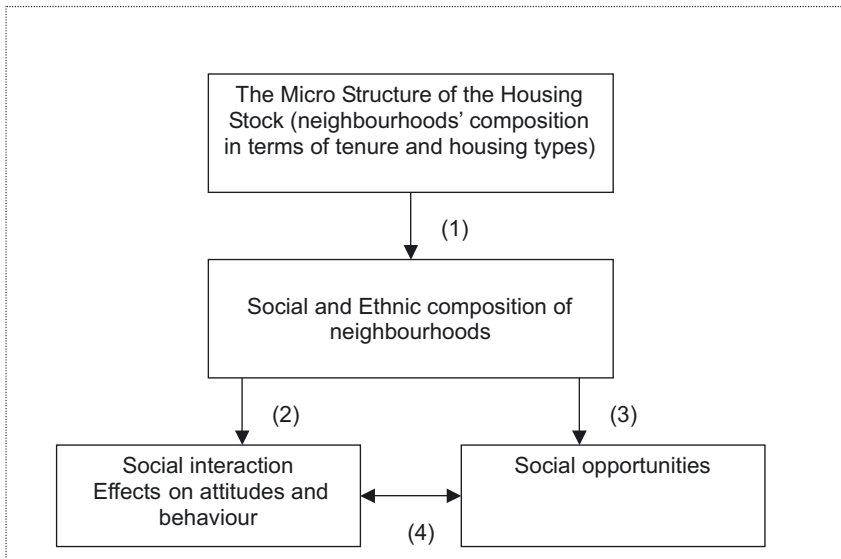 The Micro Structure of the Housing
Stock (neighbourhoods’ composition
in terms of tenure and housing types)
(1)
Social and Ethnic composition of
neighbourhoods
(2)
(3)
Social interaction
Effects on attitudes and
behaviour
Social opportunities
(4)